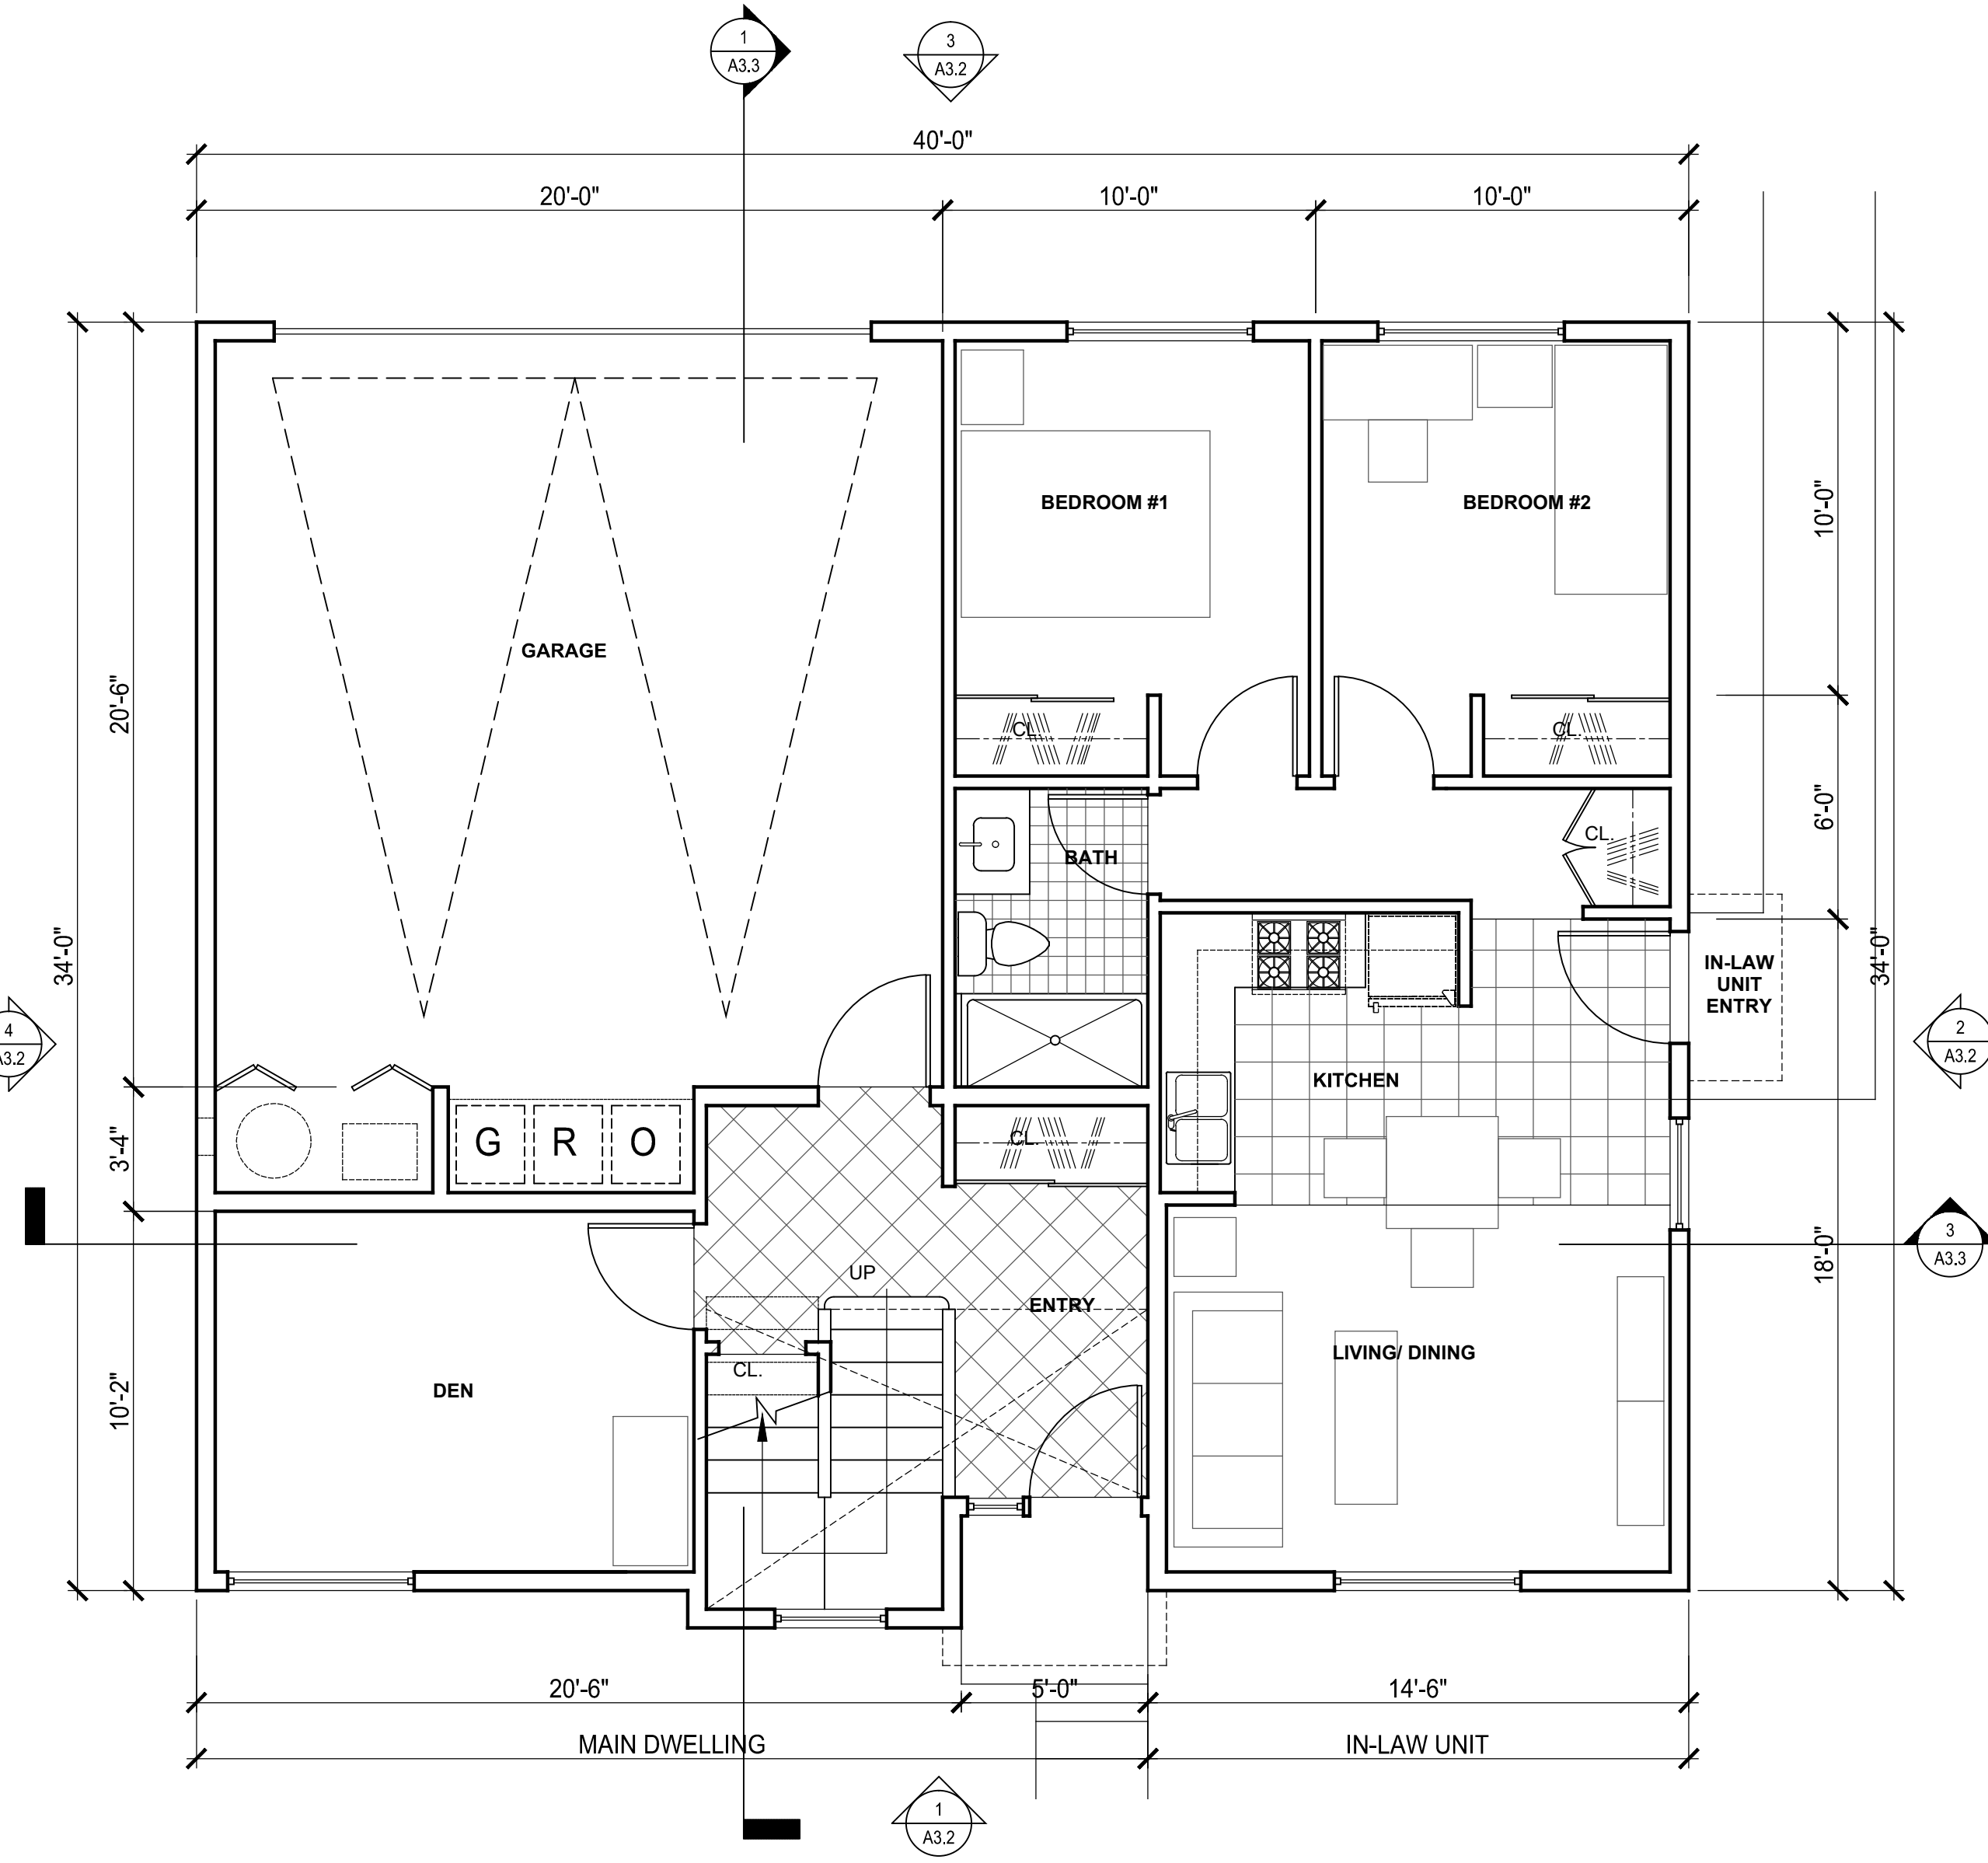 1
A3.3
3
A3.2
40'-0"
20'-0"
10'-0"
10'-0"
BEDROOM #1
BEDROOM #2
10'-0"
GARAGE
20'-6"
CL.
CL.
6'-0"
CL.
BATH
34'-0"
34'-0"
IN-LAW
UNIT
ENTRY
4
A3.2
2
A3.2
KITCHEN
3'-4"
G
R
O
CL.
18'-0"
3
A3.3
UP
ENTRY
LIVING/ DINING
CL.
DEN
10'-2"
20'-6"
5'-0"
14'-6"
MAIN DWELLING
IN-LAW UNIT
1
A3.2